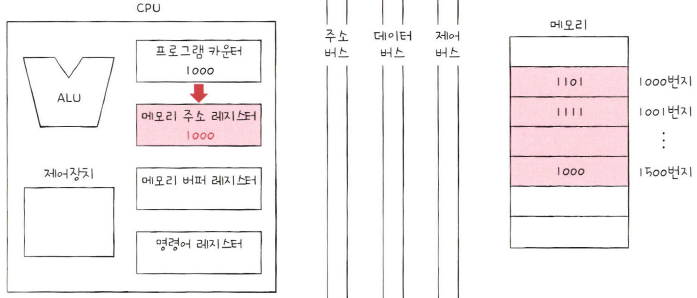 CPU
ALU
제어장치
프로그램 카운터
1000
메모리 주소 레지스터
1000
메모리 버퍼 레지스터
명령어 레지스터
주소
버스
데이터
버스
제어
버스
메모리
1101
1000번지
1111
1001번지
⋮
1000
1500번지